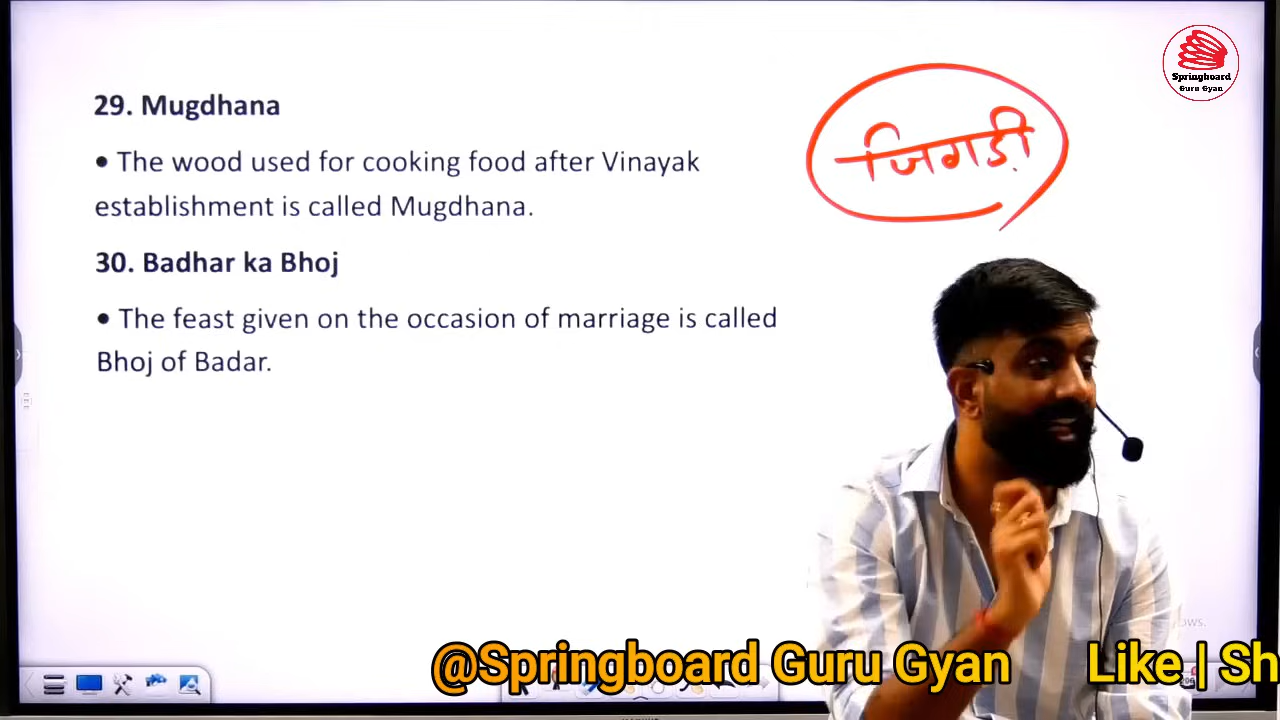 29. Mugdhana
• The wood used for cooking food after Vinayak
establishment is called Mugdhana.
30. Badhar ka Bhoj
• The feast given on the occasion of marriage is called
Bhoj of Badar.
जिगड़ी
Springboard
Guru Gyan
@Springboard Guru Gyan Like | Sh